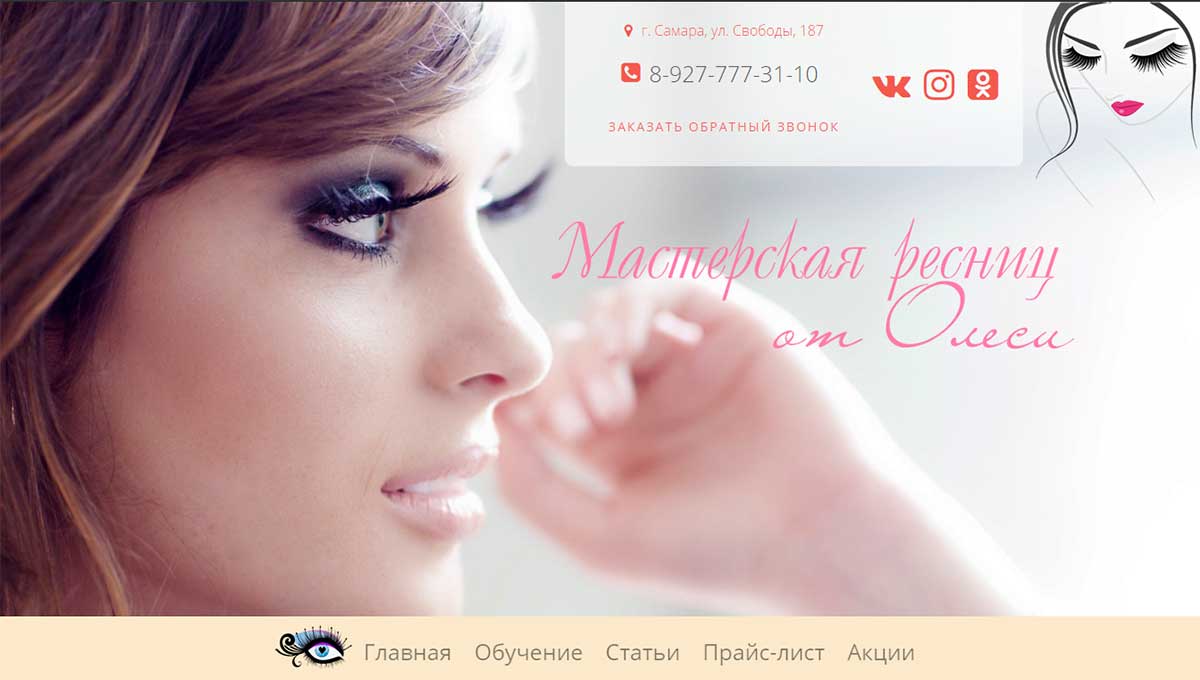 г. Самара, ул. Свободы, 187
8-927-777-31-10
ЗАКАЗАТЬ ОБРАТНЫЙ ЗВОНОК
Мастерская ресниц
от Олеси
Главная Обучение Статьи Прайс-лист Акции